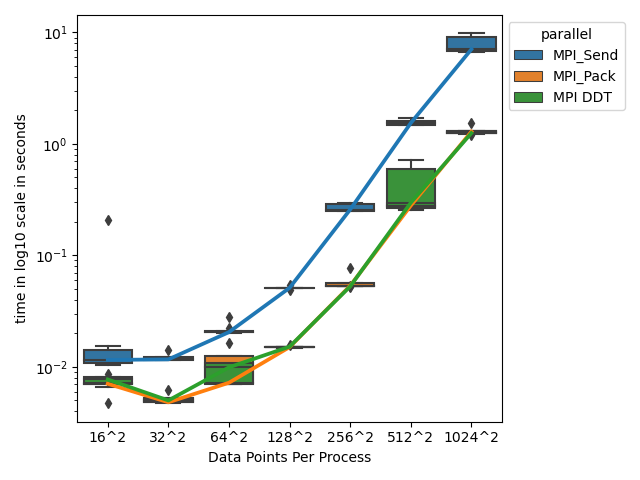 parallel
MPI_Send
MPI_Pack
MPI DDT
time in log10 scale in seconds
10^1
10^0
10^-1
10^-2
16^2 32^2 64^2 128^2 256^2 512^2 1024^2
Data Points Per Process